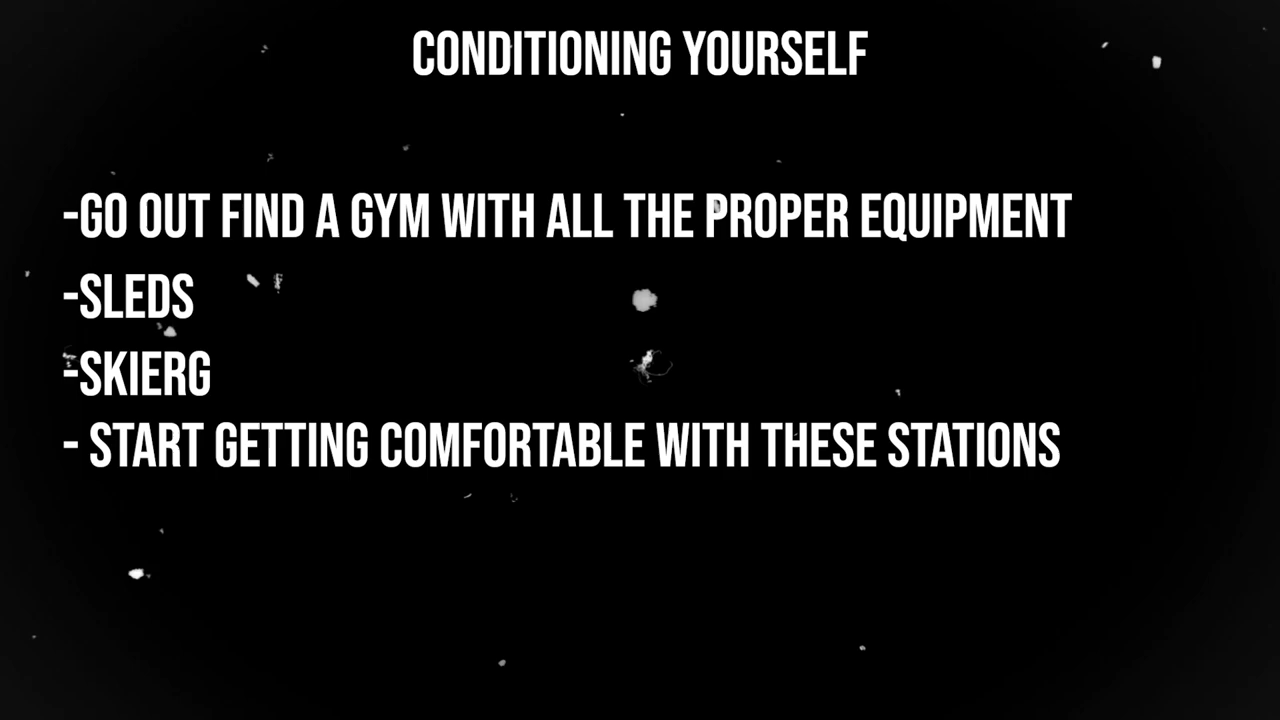 CONDITIONING YOURSELF
-GO OUT FIND A GYM WITH ALL THE PROPER EQUIPMENT
-SLEDS
-SKIERG
- START GETTING COMFORTABLE WITH THESE STATIONS